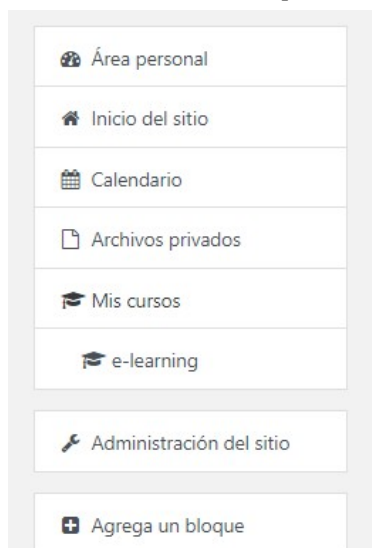 Área personal
Inicio del sitio
Calendario
Archivos privados
Mis cursos
e-learning
Administración del sitio
Agrega un bloque